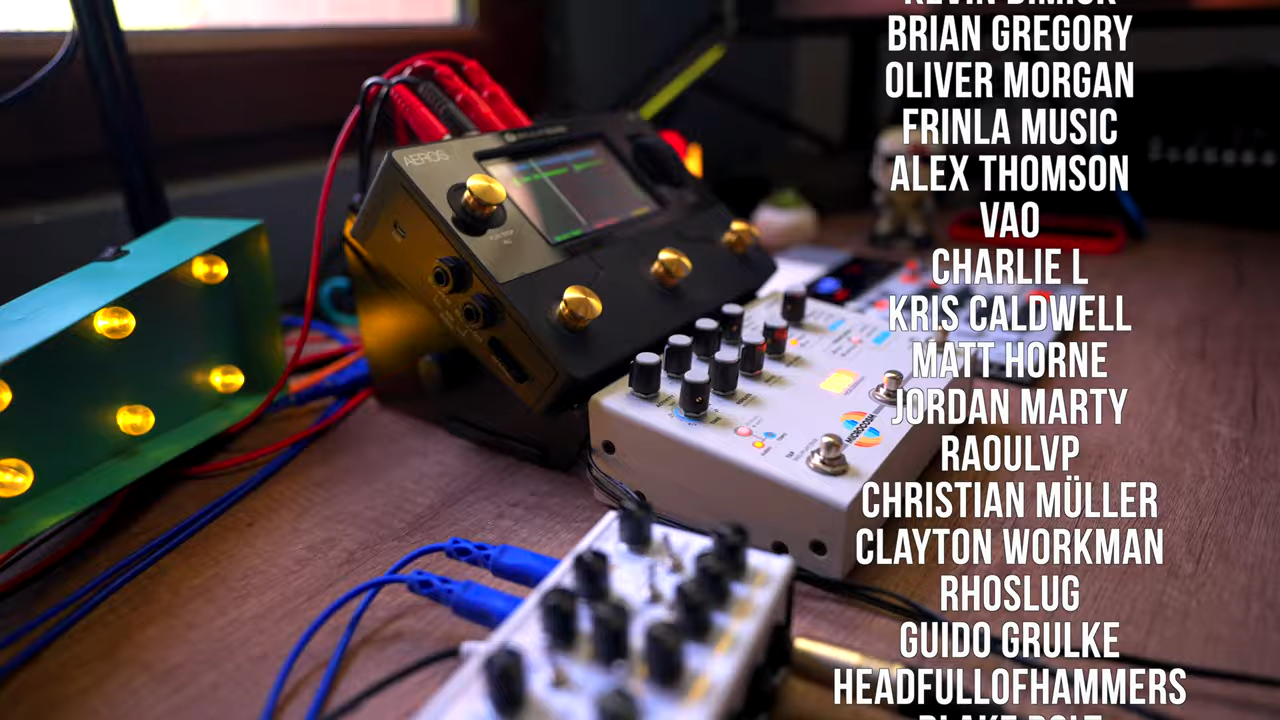 BRIAN GREGORY
OLIVER MORGAN
FRINLA MUSIC
ALEX THOMSON
VAO
CHARLIE L
KRIS CALDWELL
MATT HORNE
JORDAN MARTY
RAOULVP
CHRISTIAN MÜLLER
CLAYTON WORKMAN
RHOSLUG
GUIDO GRULKE
HEADFULLOFHAMMERS
AEROS
MICROCOSM